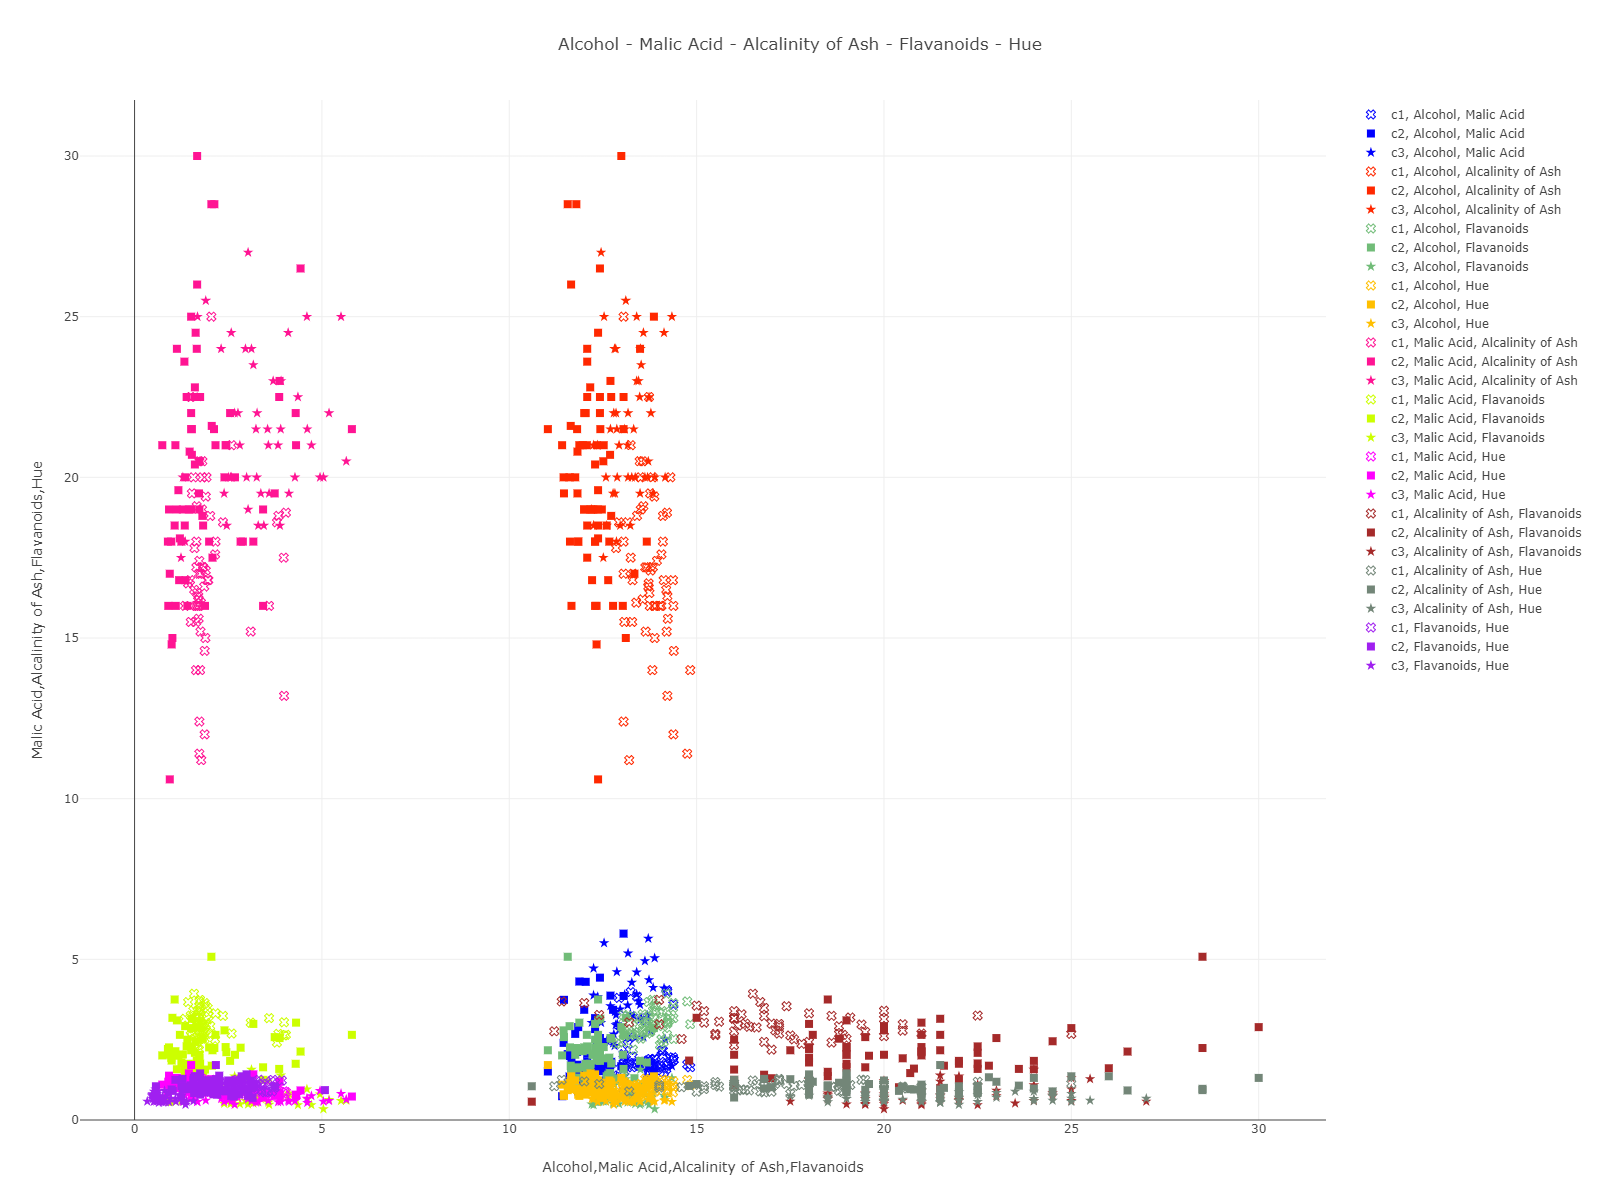 Alcohol - Malic Acid - Alcalinity of Ash - Flavanoids - Hue
c1, Alcohol, Malic Acid
c2, Alcohol, Malic Acid
c3, Alcohol, Malic Acid
c1, Alcohol, Alcalinity of Ash
c2, Alcohol, Alcalinity of Ash
c3, Alcohol, Alcalinity of Ash
c1, Alcohol, Flavanoids
c2, Alcohol, Flavanoids
c3, Alcohol, Flavanoids
c1, Alcohol, Hue
c2, Alcohol, Hue
c3, Alcohol, Hue
c1, Malic Acid, Alcalinity of Ash
c2, Malic Acid, Alcalinity of Ash
c3, Malic Acid, Alcalinity of Ash
c1, Malic Acid, Flavanoids
c2, Malic Acid, Flavanoids
c3, Malic Acid, Flavanoids
c1, Malic Acid, Hue
c2, Malic Acid, Hue
c3, Malic Acid, Hue
c1, Alcalinity of Ash, Flavanoids
c2, Alcalinity of Ash, Flavanoids
c3, Alcalinity of Ash, Flavanoids
c1, Alcalinity of Ash, Hue
c2, Alcalinity of Ash, Hue
c3, Alcalinity of Ash, Hue
c1, Flavanoids, Hue
c2, Flavanoids, Hue
c3, Flavanoids, Hue
Malic Acid,Alcalinity of Ash,Flavanoids,Hue
30
25
20
15
10
5
0
0 5 10 15 20 25 30
Alcohol,Malic Acid,Alcalinity of Ash,Flavanoids